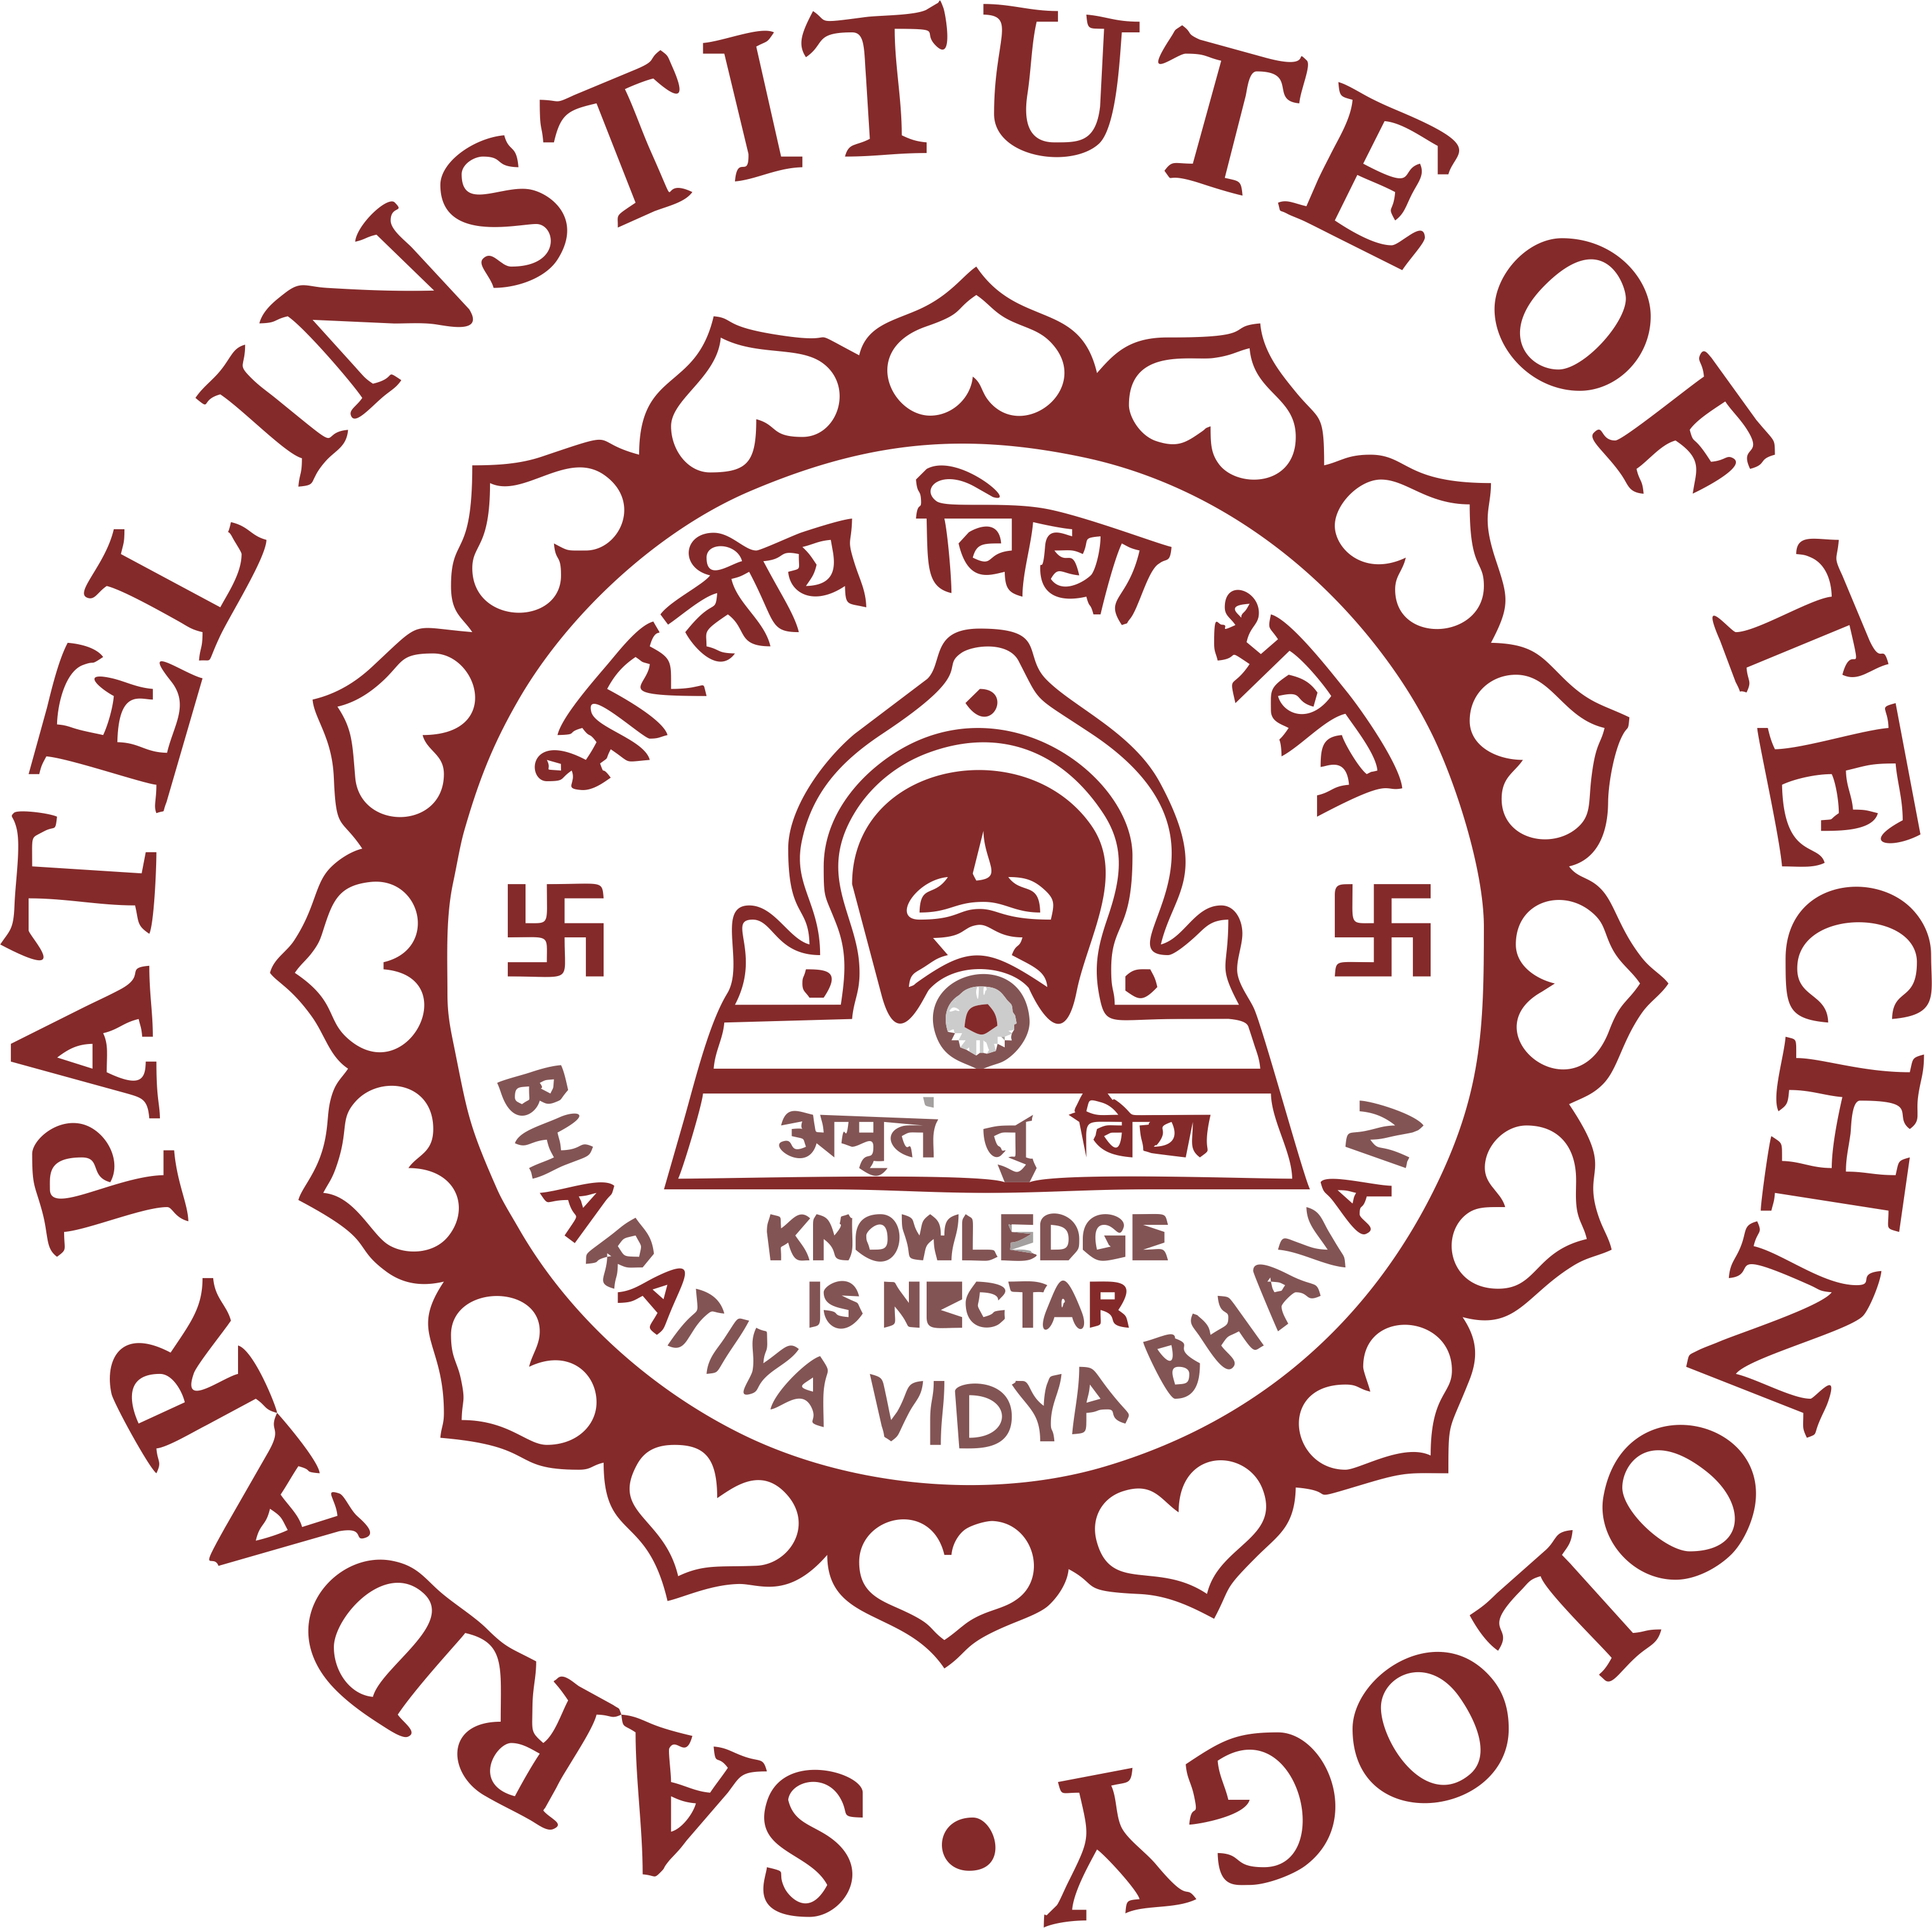 SARDAR PATEL INSTITUTE OF TECHNOLOGY •
भारतीय विद्या भवन
अमृतं तु विद्या
KNOWLEDGE
IS NECTAR
BHARATIYA VIDYA BHAVAN